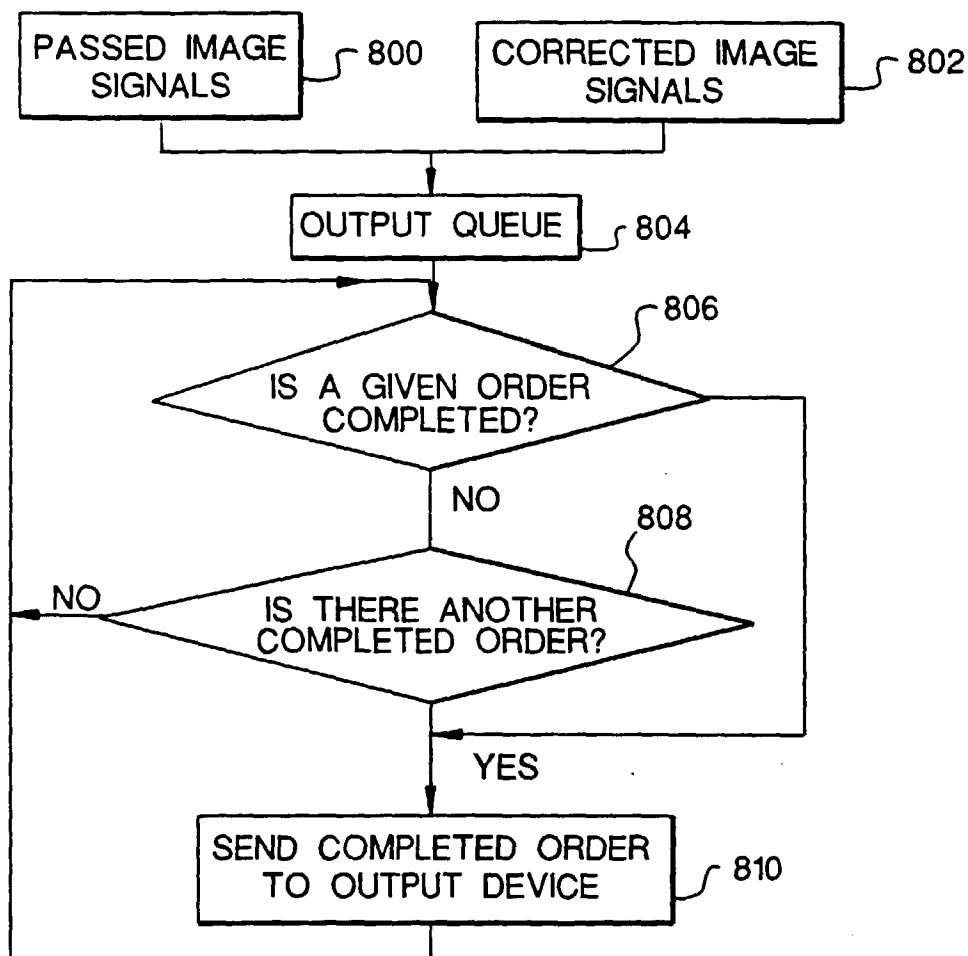 PASSED IMAGE
SIGNALS
800
CORRECTED IMAGE
SIGNALS
802
OUTPUT QUEUE
804
806
IS A GIVEN ORDER
COMPLETED?
NO
808
NO
IS THERE ANOTHER
COMPLETED ORDER?
YES
SEND COMPLETED ORDER
TO OUTPUT DEVICE
810